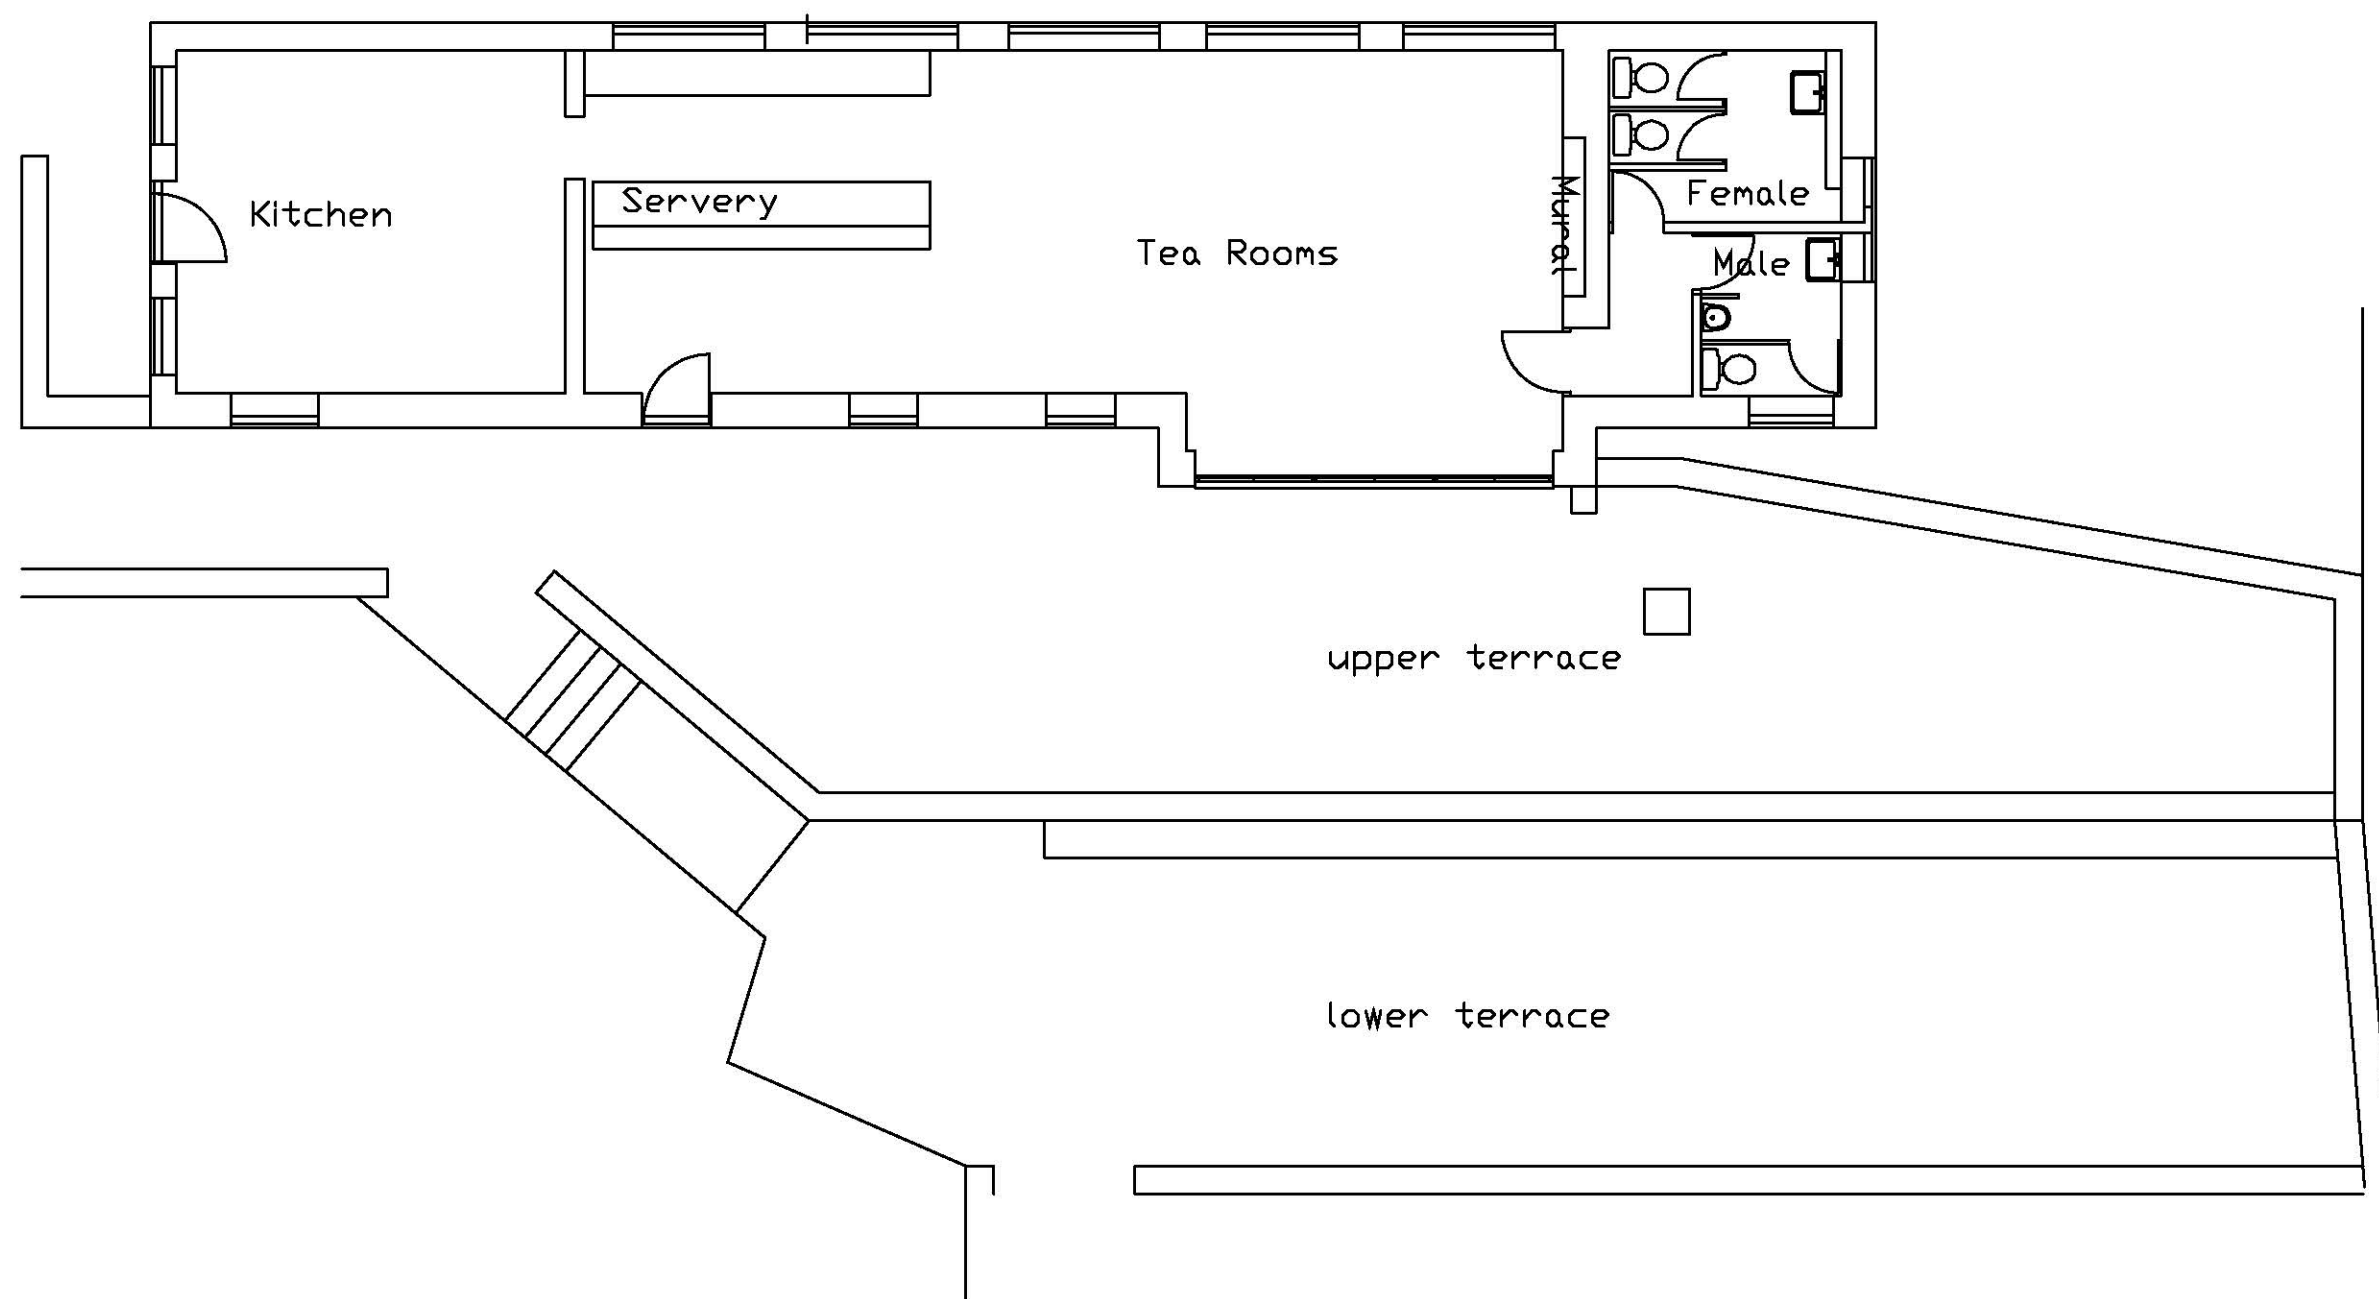 Kitchen
Servery
Tea Rooms
Mural
Female
Male
upper terrace
lower terrace